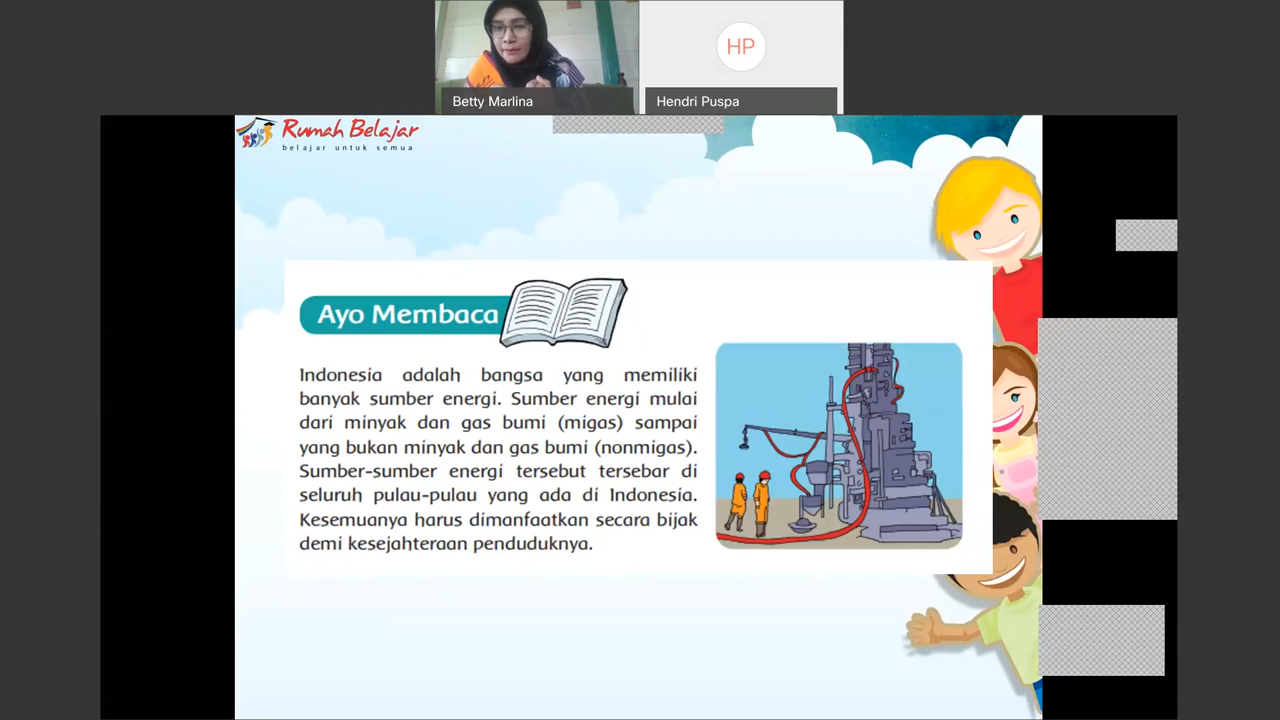 HP
Betty Marlina
Hendri Puspa
Rumah Belajar
belajar untuk semua
Ayo Membaca
Indonesia adalah bangsa yang memiliki
banyak sumber energi. Sumber energi mulai
dari minyak dan gas bumi (migas) sampai
yang bukan minyak dan gas bumi (nonmigas).
Sumber-sumber energi tersebut tersebar di
seluruh pulau-pulau yang ada di Indonesia.
Kesemuanya harus dimanfaatkan secara bijak
demi kesejahteraan penduduknya.